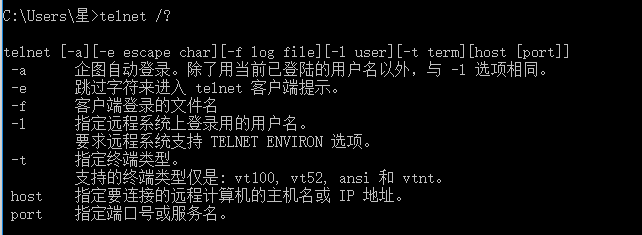 C:\Users\星>telnet /?
telnet [-a][-e escape char][-f log file][-l user][-t term][host [port]]
-a 企图自动登录。除了用当前已登陆的用户名以外，与 -l 选项相同。
-e 跳过字符来进入 telnet 客户端提示。
-f 客户端登录的文件名
-l 指定远程系统上登录用的用户名。
要求远程系统支持 TELNET ENVIRON 选项。
-t 指定终端类型。
支持的终端类型仅是: vt100, vt52, ansi 和 vtnt。
host 指定要连接的远程计算机的主机名或 IP 地址。
port 指定端口号或服务名。